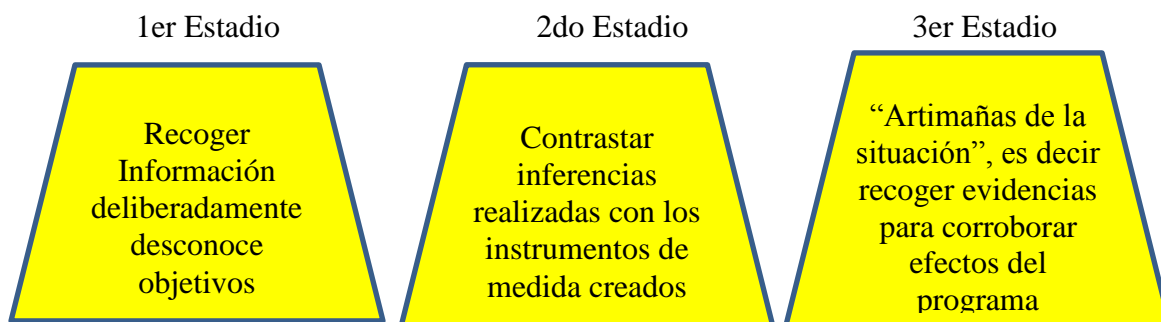 1er Estadio
Recoger
Información
deliberadamente
desconoce
objetivos
2do Estadio
Contrastar
inferencias
realizadas con los
instrumentos de
medida creados
3er Estadio
“Artimañas de la
situación”, es decir
recoger evidencias
para corroborar
efectos del
programa